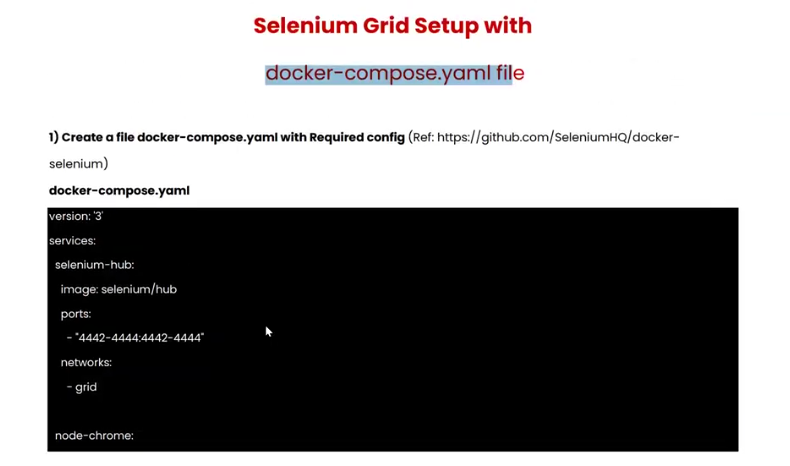 Selenium Grid Setup with
docker-compose.yaml file
1) Create a file docker-compose.yaml with Required config (Ref: https://github.com/SeleniumHQ/docker-
selenium)
docker-compose.yaml
version: '3'
services:
selenium-hub:
image: selenium/hub
ports:
- "4442-4444:4442-4444"
networks:
- grid
node-chrome: